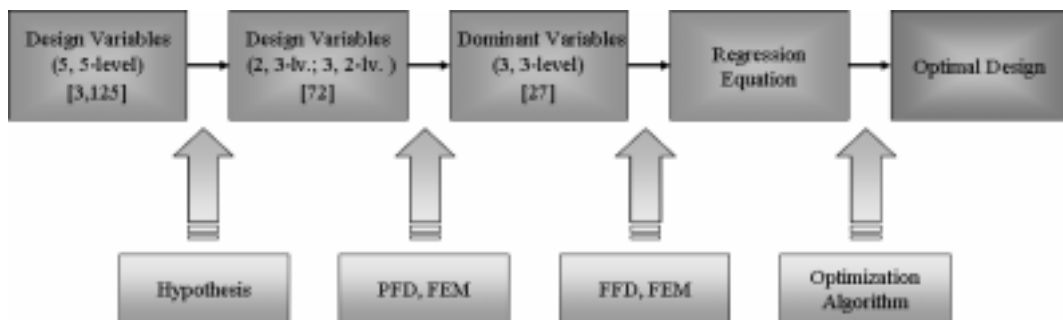 Design Variables
(5, 5-level)
[3,125]
Design Variables
(2, 3-lv.; 3, 2-lv. )
[72]
Dominant Variables
(3, 3-level)
[27]
Regression
Equation
Optimal Design
Hypothesis
PFD, FEM
FFD, FEM
Optimization
Algorithm